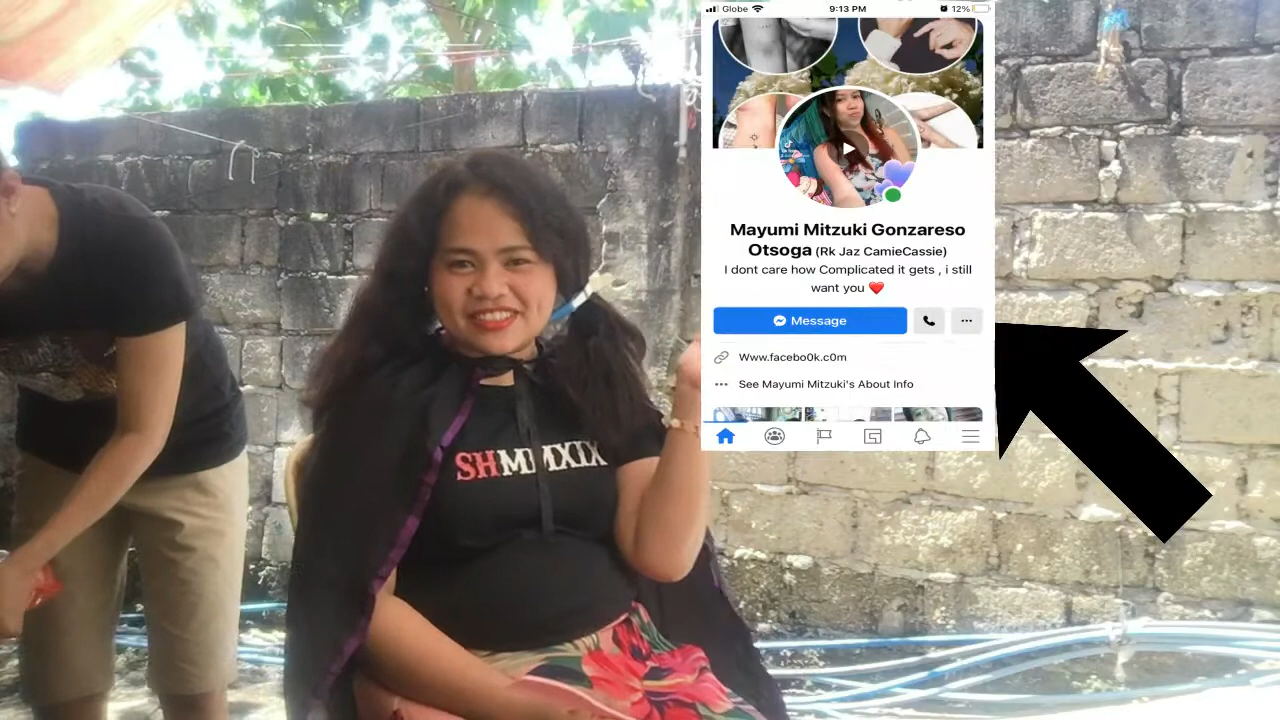 Globe
9:13 PM
12%
Mayumi Mitzuki Gonzareso
Otsoga (Rk Jaz CamieCassie)
I dont care how Complicated it gets , i still
want you ❤️
Message
Www.facebo0k.c0m
See Mayumi Mitzuki's About Info
SHMMXIX